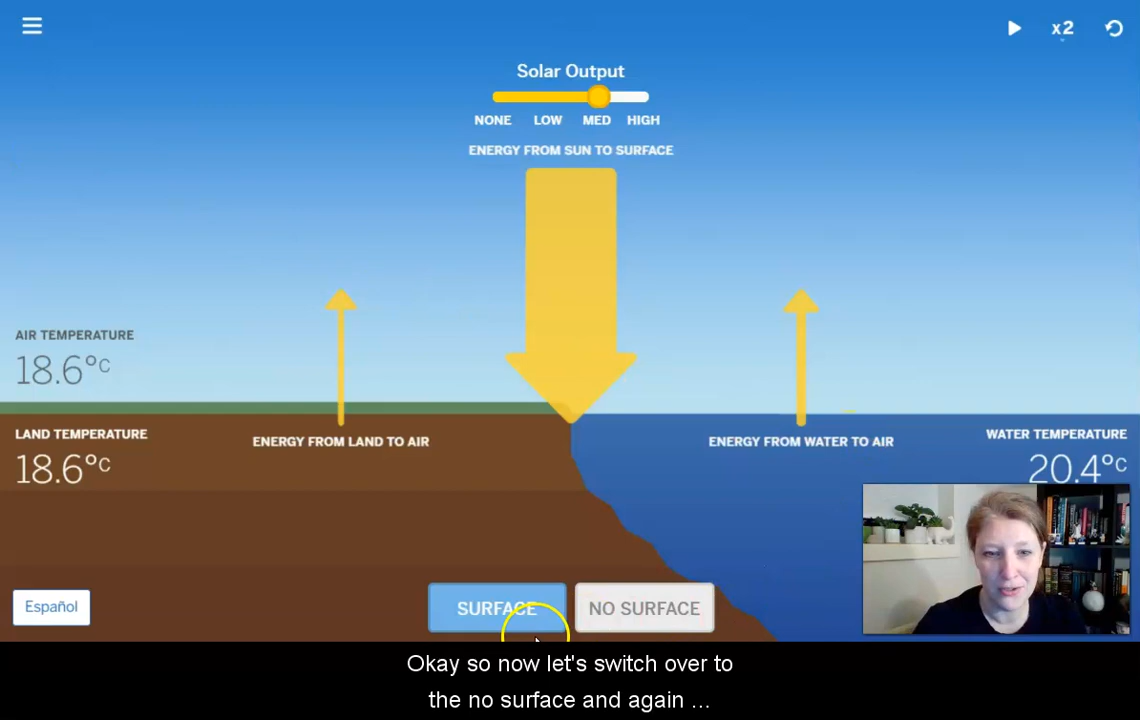 x2
Solar Output
NONE LOW MED HIGH
ENERGY FROM SUN TO SURFACE
AIR TEMPERATURE
18.6°C
LAND TEMPERATURE
18.6°C
ENERGY FROM LAND TO AIR
ENERGY FROM WATER TO AIR
WATER TEMPERATURE
20.4°C
Español
SURFACE
NO SURFACE
Okay so now let's switch over to
the no surface and again ...